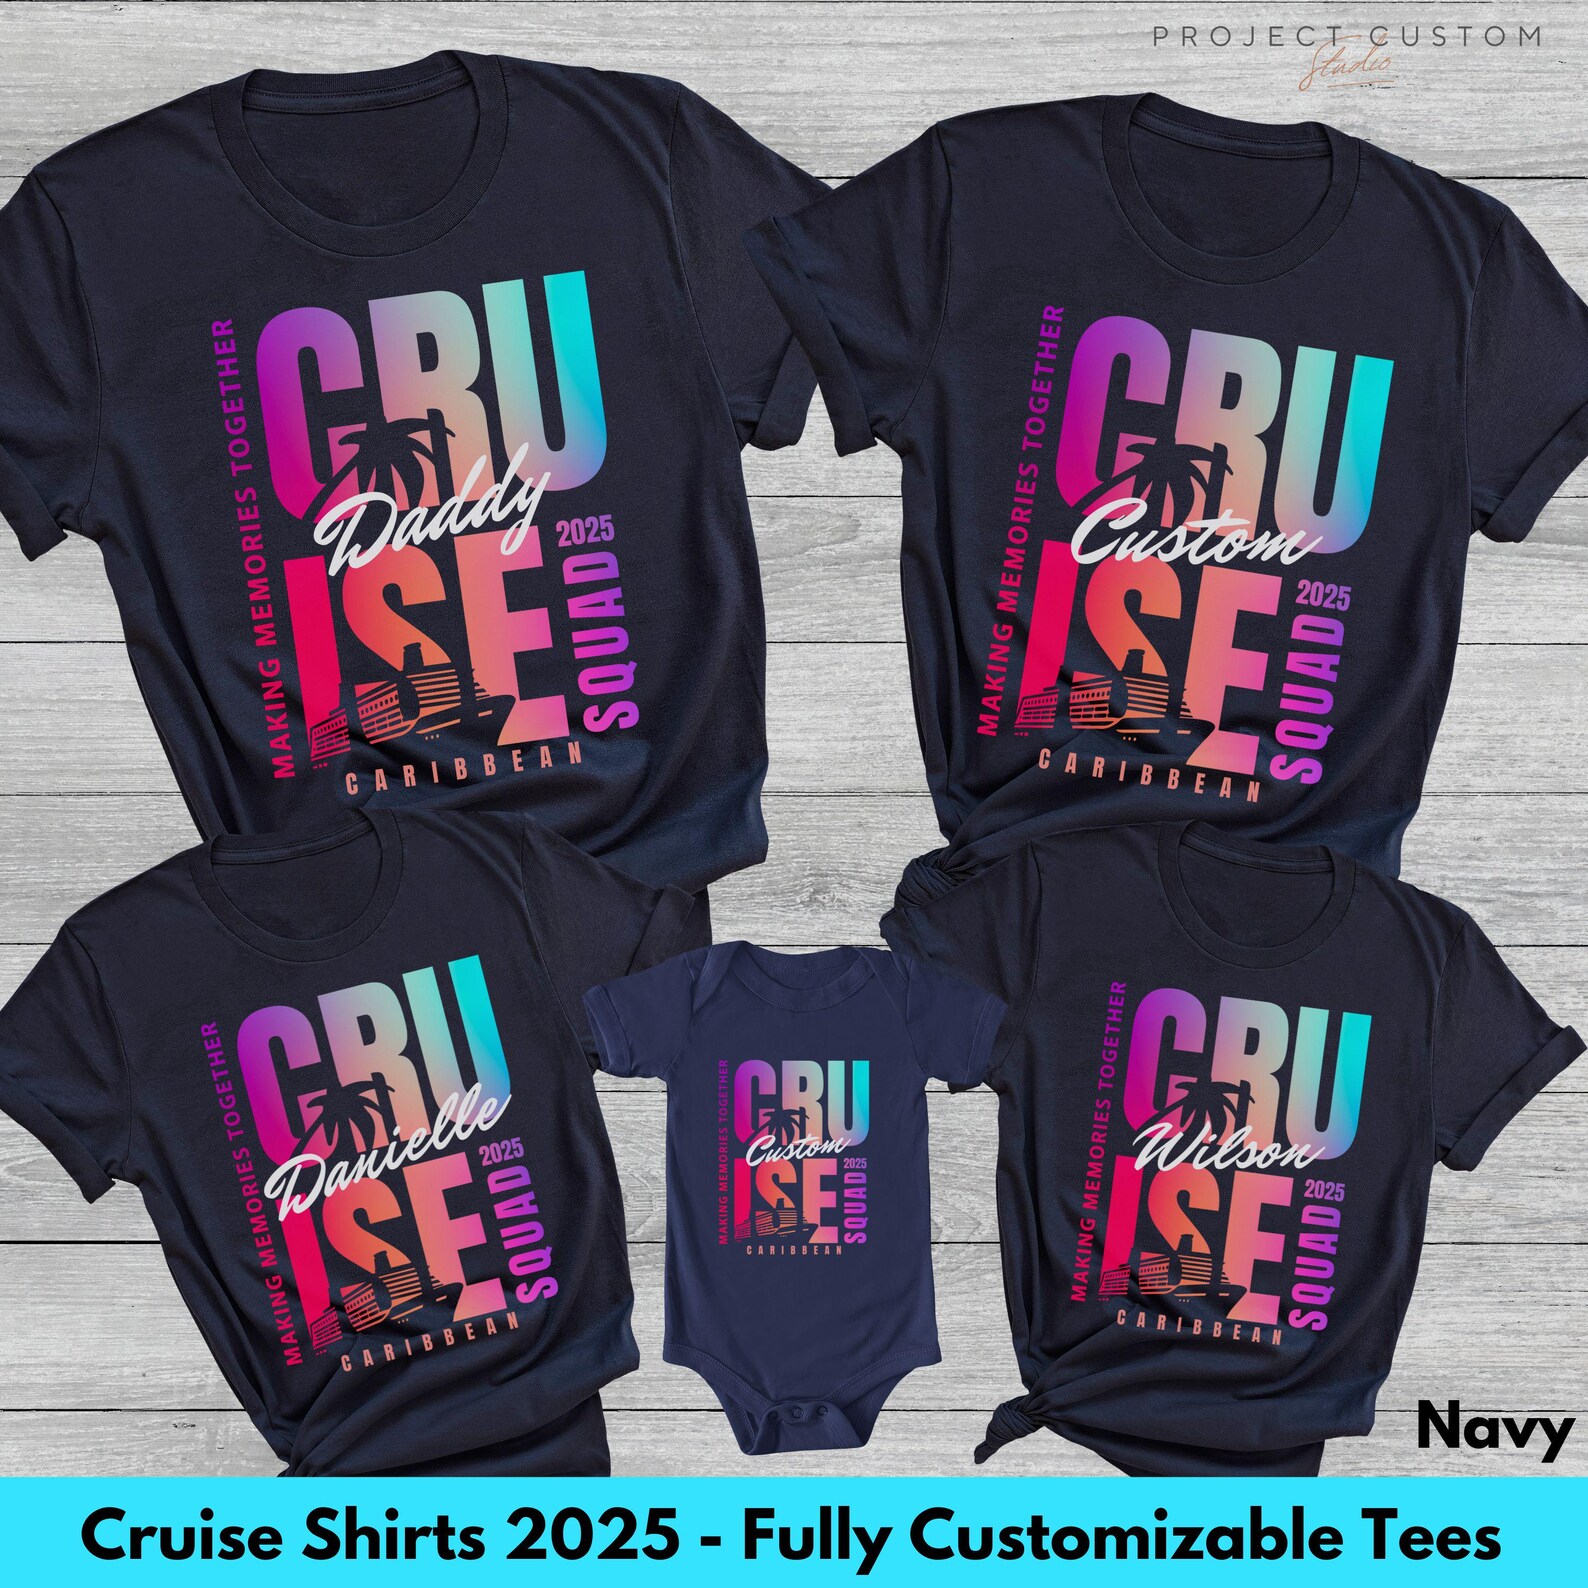 PROJECT CUSTOM
Studio
MAKING MEMORIES TOGETHER
CRU
Daddy
ISE
2025
SQUAD
CARIBBEAN
MAKING MEMORIES TOGETHER
CRU
Custom
ISE
2025
SQUAD
CARIBBEAN
MAKING MEMORIES TOGETHER
CRU
Danielle
ISE
2025
SQUAD
CARIBBEAN
MAKING MEMORIES TOGETHER
CRU
Custom
ISE
2025
SQUAD
CARIBBEAN
MAKING MEMORIES TOGETHER
CRU
Wilson
ISE
2025
SQUAD
CARIBBEAN
Navy
Cruise Shirts 2025 - Fully Customizable Tees